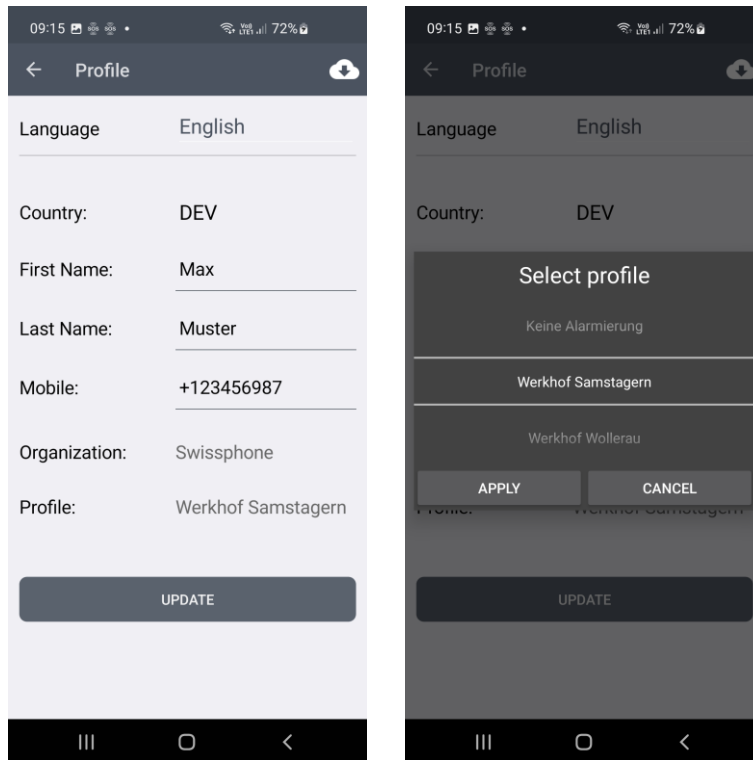 09:15
72%
Profile
Language English
Country: DEV
First Name: Max
Last Name: Muster
Mobile: +123456987
Organization: Swissphone
Profile: Werkhof Samstagern
UPDATE
09:15
72%
Profile
Language English
Country: DEV
Select profile
Keine Alarmierung
Werkhof Samstagern
Werkhof Wollerau
APPLY CANCEL
UPDATE